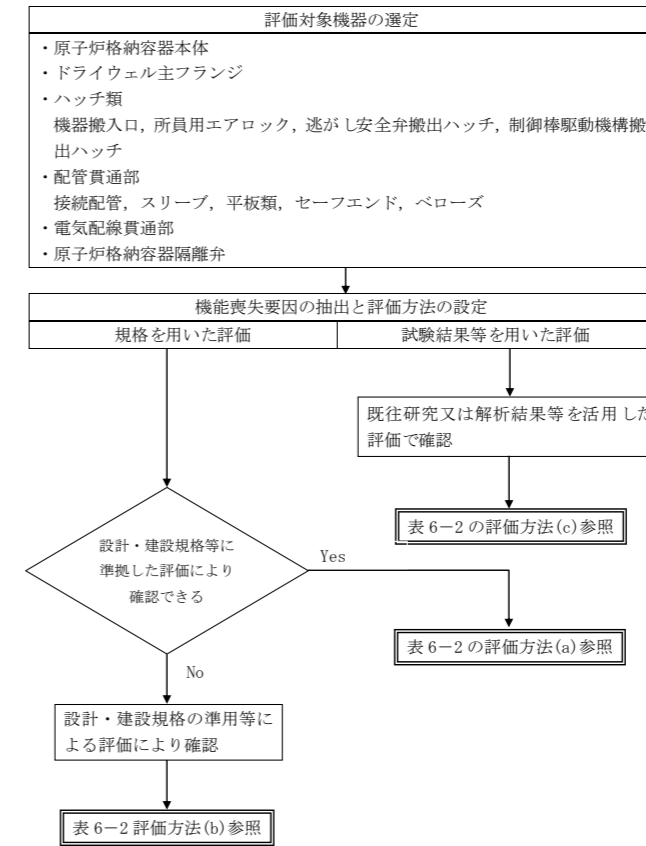 評価対象機器の選定
・原子炉格納容器本体
・ドライウェル主フランジ
・ハッチ類
機器搬入口，所員用エアロック，逃がし安全弁搬出ハッチ，制御棒駆動機構搬
出ハッチ
・配管貫通部
接続配管，スリーブ，平板類，セーフエンド，ベローズ
・電気配線貫通部
・原子炉格納容器隔離弁
機能喪失要因の抽出と評価方法の設定
規格を用いた評価
試験結果等を用いた評価
既往研究又は解析結果等を活用した
評価で確認
表 6－2 の評価方法(c)参照
設計・建設規格等に
準拠した評価により
確認できる
Yes
表 6－2 の評価方法(a)参照
No
設計・建設規格の準用等に
よる評価により確認
表 6－2 評価方法(b)参照